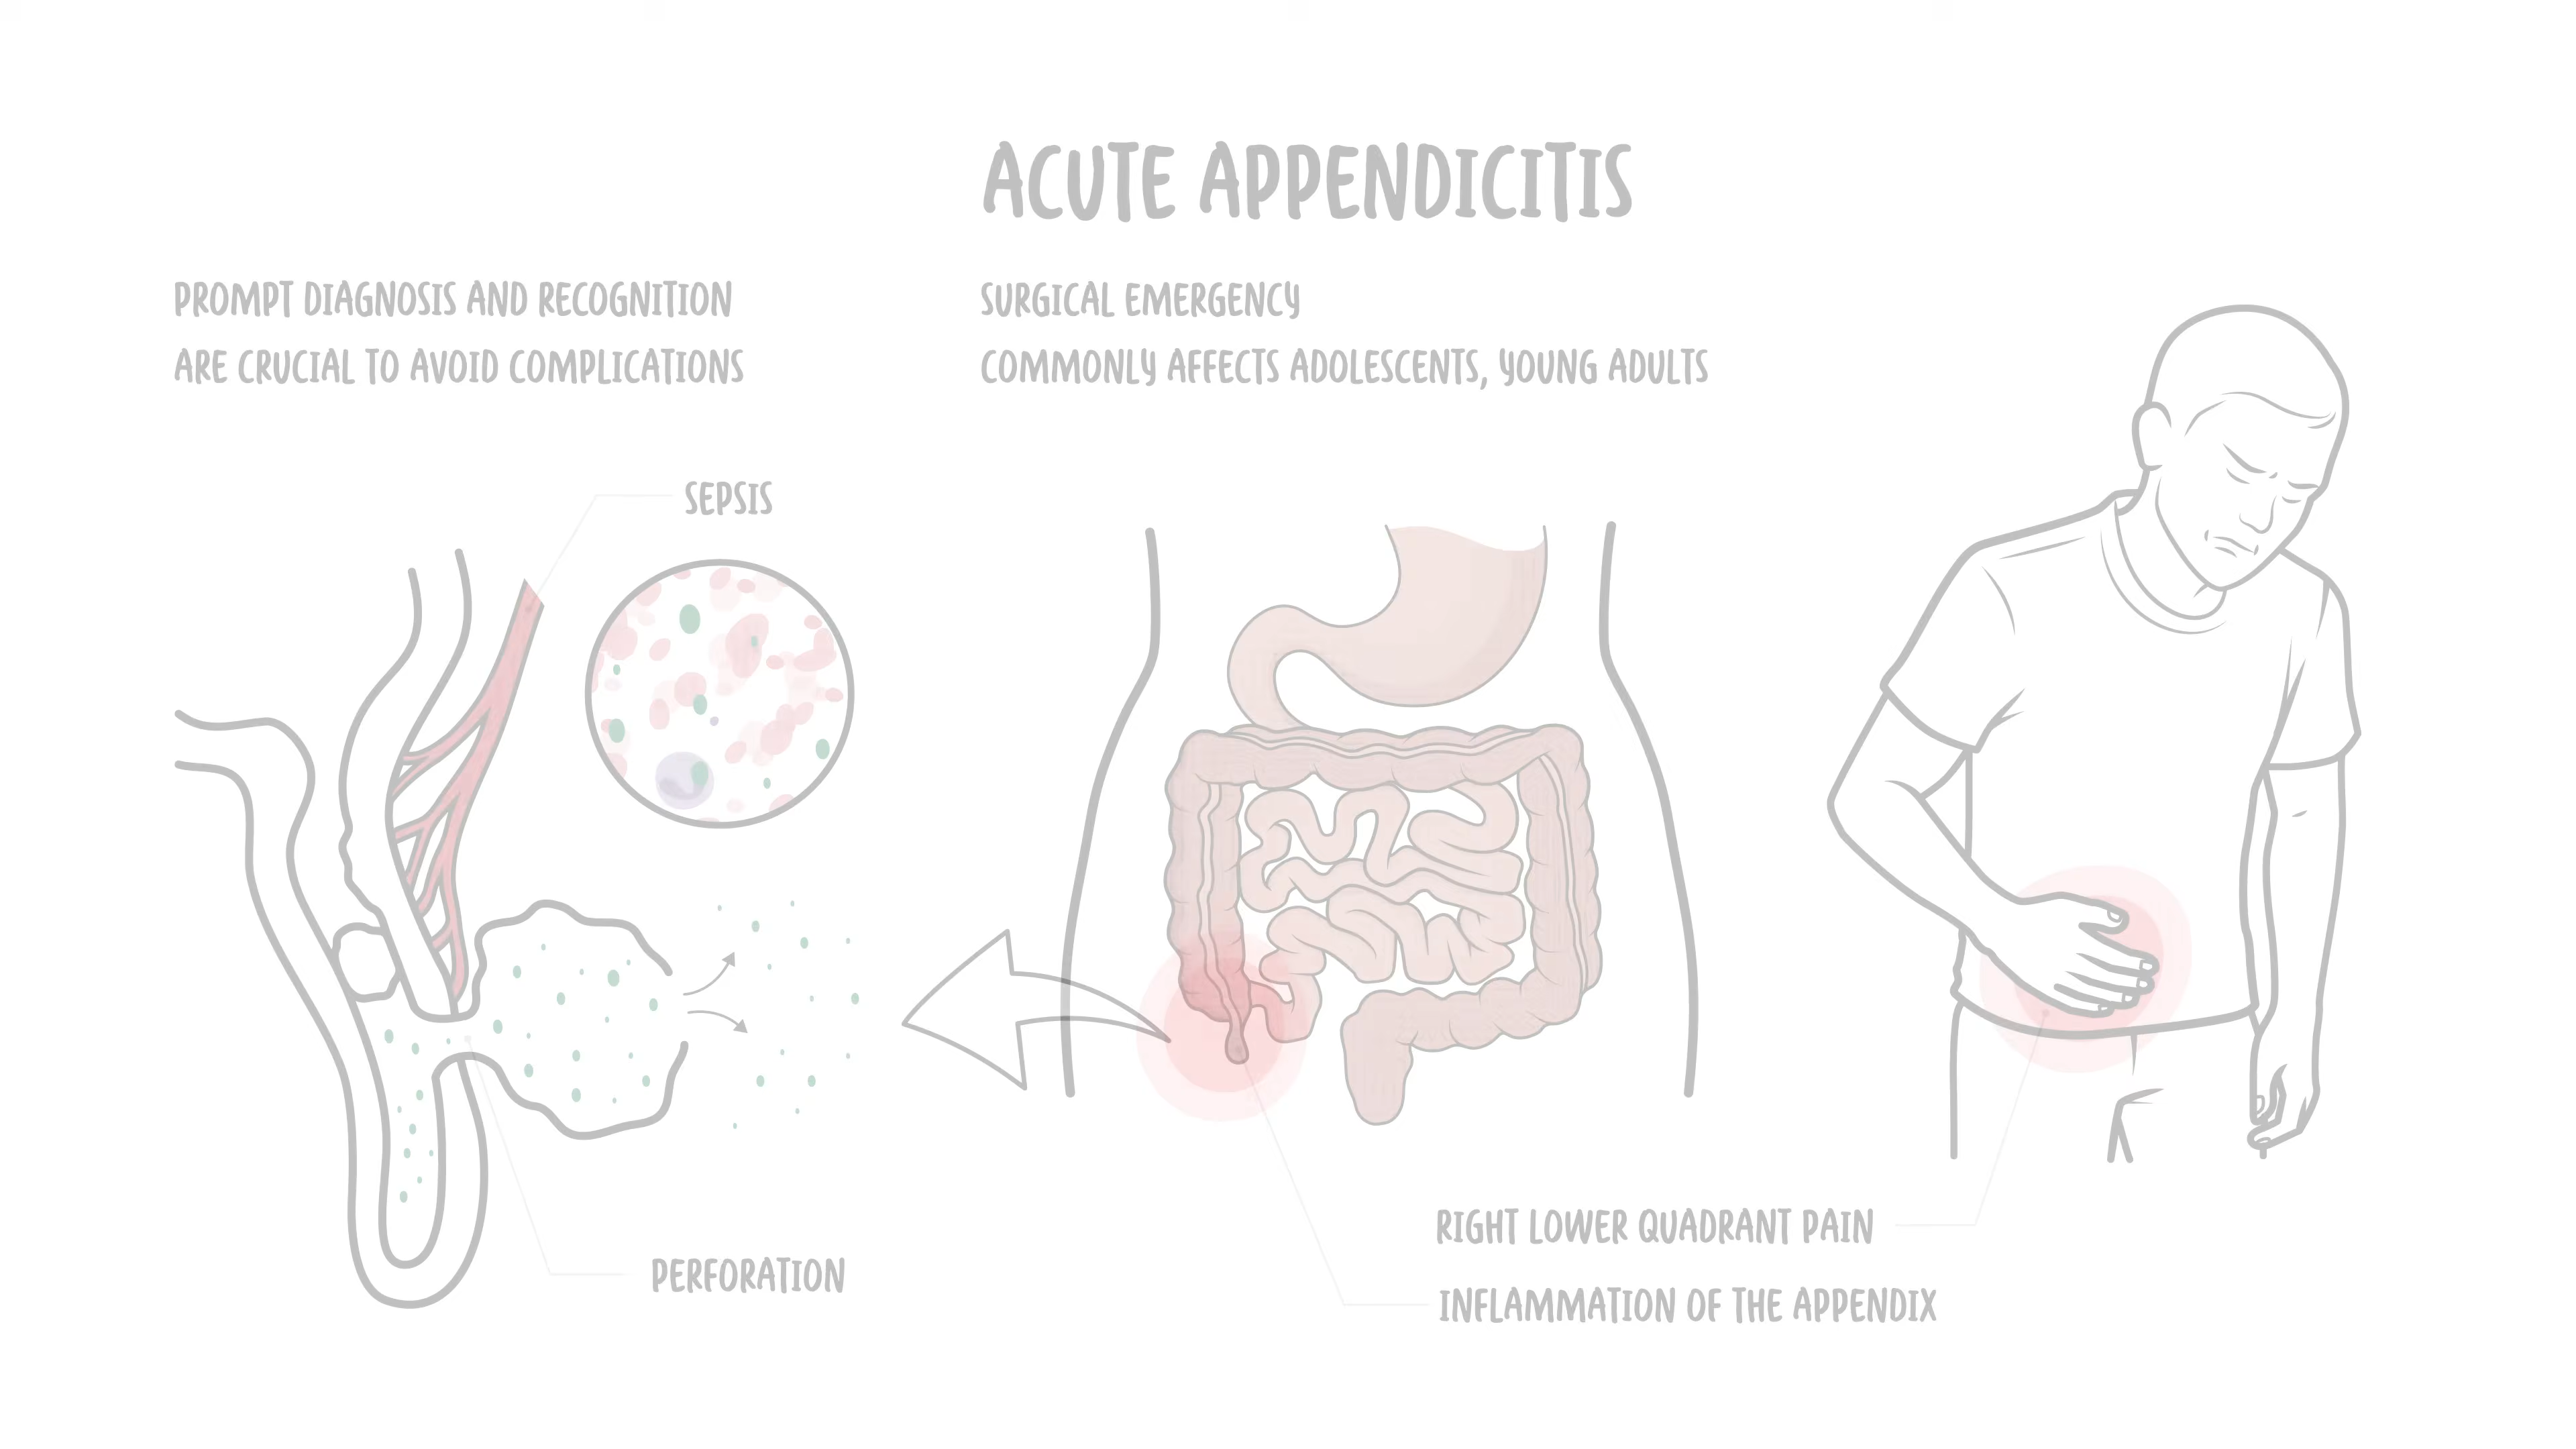 ACUTE APPENDICITIS
PROMPT DIAGNOSIS AND RECOGNITION
ARE CRUCIAL TO AVOID COMPLICATIONS
SURGICAL EMERGENCY
COMMONLY AFFECTS ADOLESCENTS, YOUNG ADULTS
SEPSIS
PERFORATION
RIGHT LOWER QUADRANT PAIN
INFLAMMATION OF THE APPENDIX